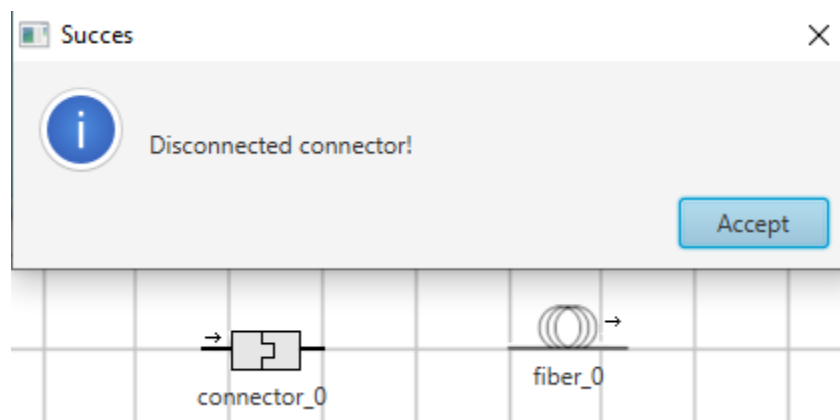 Succes
Disconnected connector!
Accept
connector_0
fiber_0